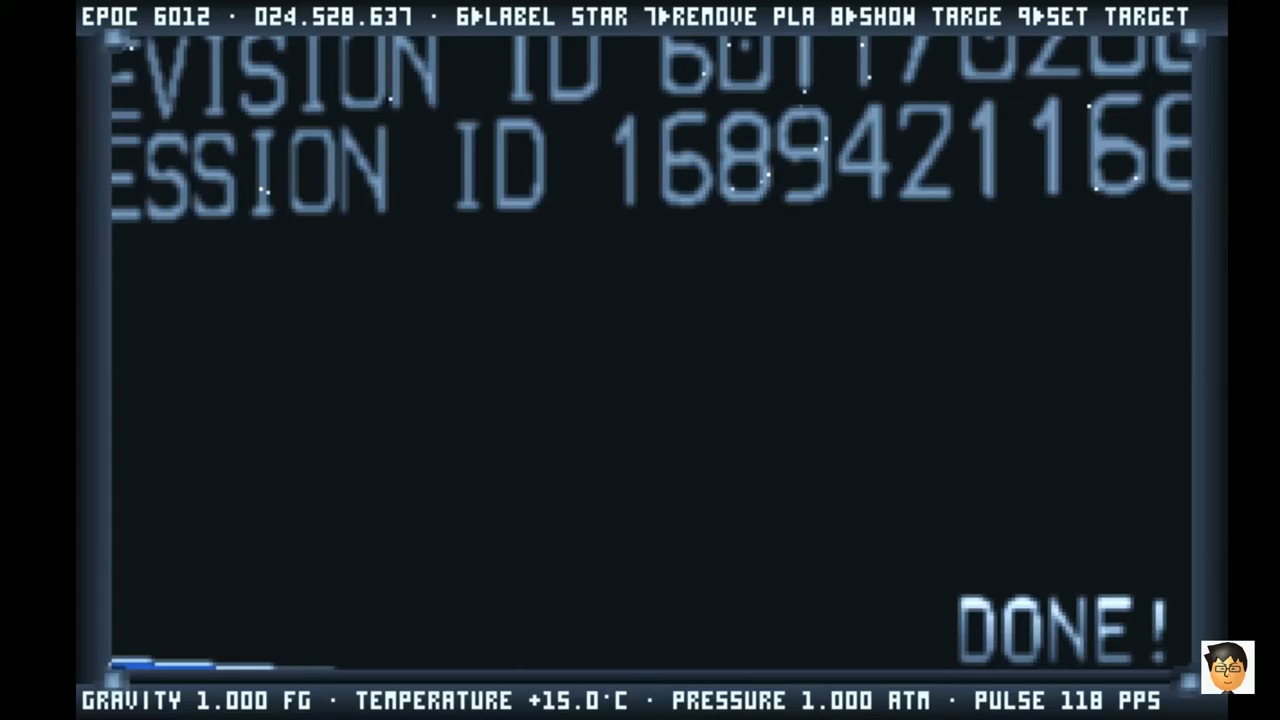 EPOC 6012 · 024.528.637 · 6▸LABEL STAR 7▸REMOVE PLA 8▸SHOW TARGE 9▸SET TARGET
EVISION ID
ESSION ID 168942116
DONE!
GRAVITY 1.000 FG · TEMPERATURE +15.0°C · PRESSURE 1.000 ATM · PULSE 118 PPS